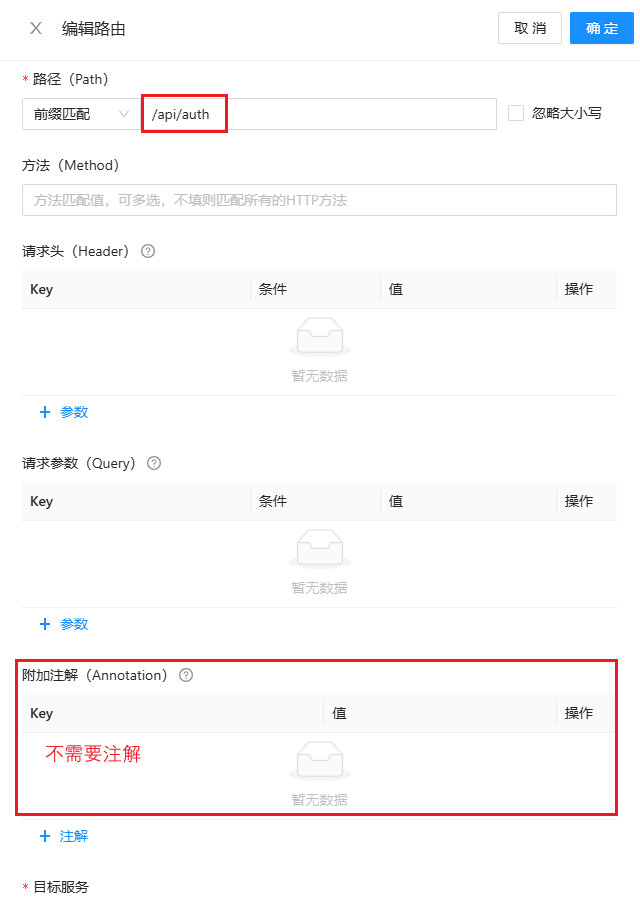 编辑路由
取 消
确 定
* 路径（Path）
前缀匹配
/api/auth
忽略大小写
方法（Method）
方法匹配值，可多选，不填则匹配所有的HTTP方法
请求头（Header）
Key 条件 值 操作
暂无数据
+ 参数
请求参数（Query）
Key 条件 值 操作
暂无数据
+ 参数
附加注解（Annotation）
Key 值 操作
不需要注解
暂无数据
+ 注解
* 目标服务